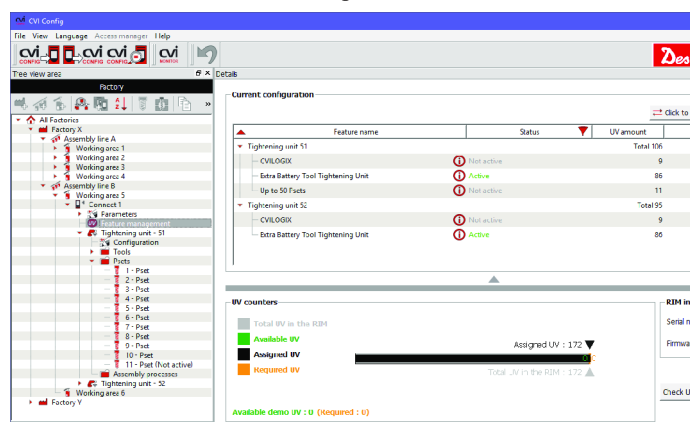 CVI Config
File View Language Access manager Help
cvi CONFIG cvi CONFIG cvi CONFIG cvi MONITOR Des
Tree view area Details
Factory
All Factories
Factory X
Assembly line A
Working area 1
Working area 2
Working area 3
Working area 4
Assembly line B
Working area 5
Connect 1
Parameters
UV Feature management
Tightening unit - 51
Configuration
Tools
Psets
1 - Pset
2 - Pset
3 - Pset
4 - Pset
5 - Pset
6 - Pset
7 - Pset
8 - Pset
9 - Pset
10 - Pset
11 - Pset (Not active)
Assembly processes
Tightening unit - 52
Working area 6
Factory Y
Current configuration
Click to
Feature name Status UV amount
Tightening unit 51 Total 106
CVILOGIX Not active 9
Extra Battery Tool Tightening Unit Active 86
Up to 50 Psets Not active 11
Tightening unit 52 Total 95
CVILOGIX Not active 9
Extra Battery Tool Tightening Unit Active 86
UV counters
Total UV in the RIM
Available UV
Assigned UV
Required UV
Assigned UV : 172
0 0
Total UV in the RIM : 172
Available demo UV : 0 (Required : 0)
RIM in
Serial n
Firmwa
Check U